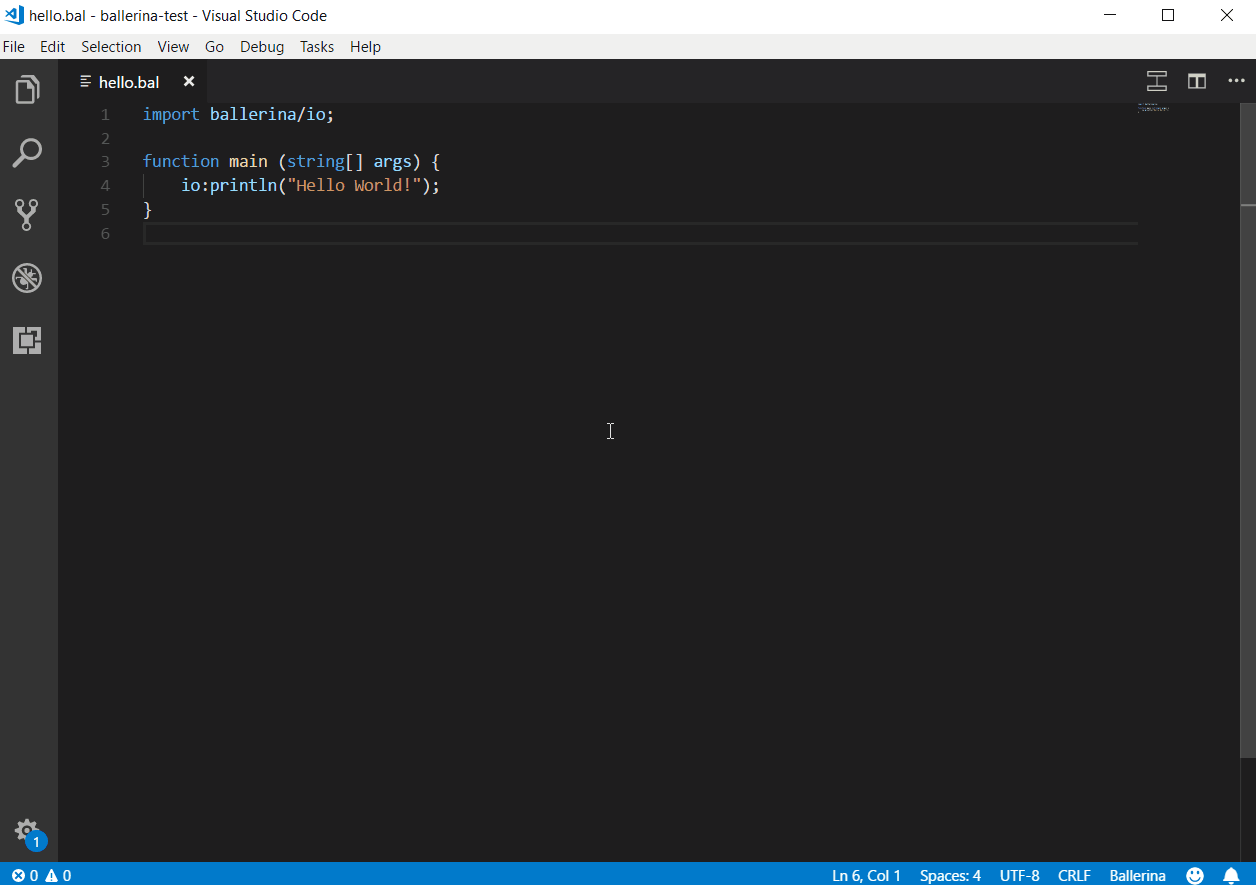 hello.bal - ballerina-test - Visual Studio Code
File Edit Selection View Go Debug Tasks Help
hello.bal
1 import ballerina/io;
2
3 function main (string[] args) {
4 io:println("Hello World!");
5 }
6
1
0 0 Ln 6, Col 1 Spaces: 4 UTF-8 CRLF Ballerina